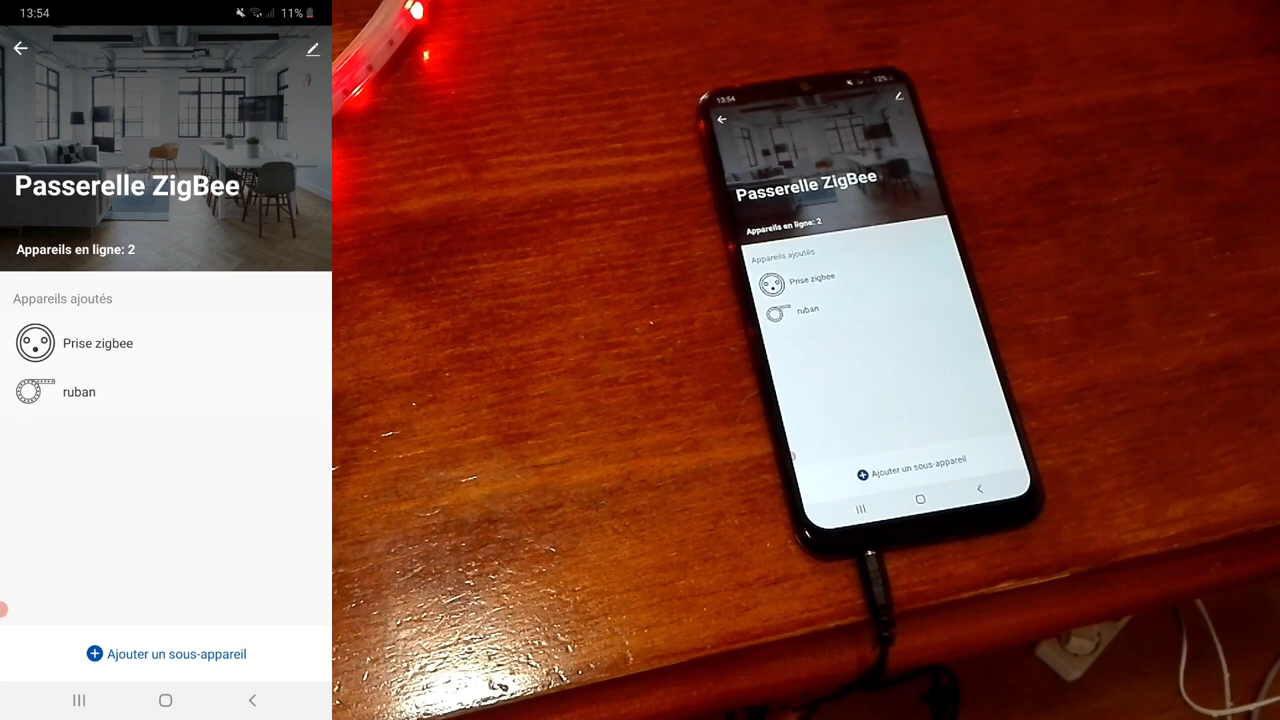 13:54
11%
Passerelle ZigBee
Appareils en ligne: 2
Appareils ajoutés
Prise zigbee
ruban
Ajouter un sous-appareil
13:54
12%
Passerelle ZigBee
Appareils en ligne: 2
Appareils ajoutés
Prise zigbee
ruban
Ajouter un sous-appareil